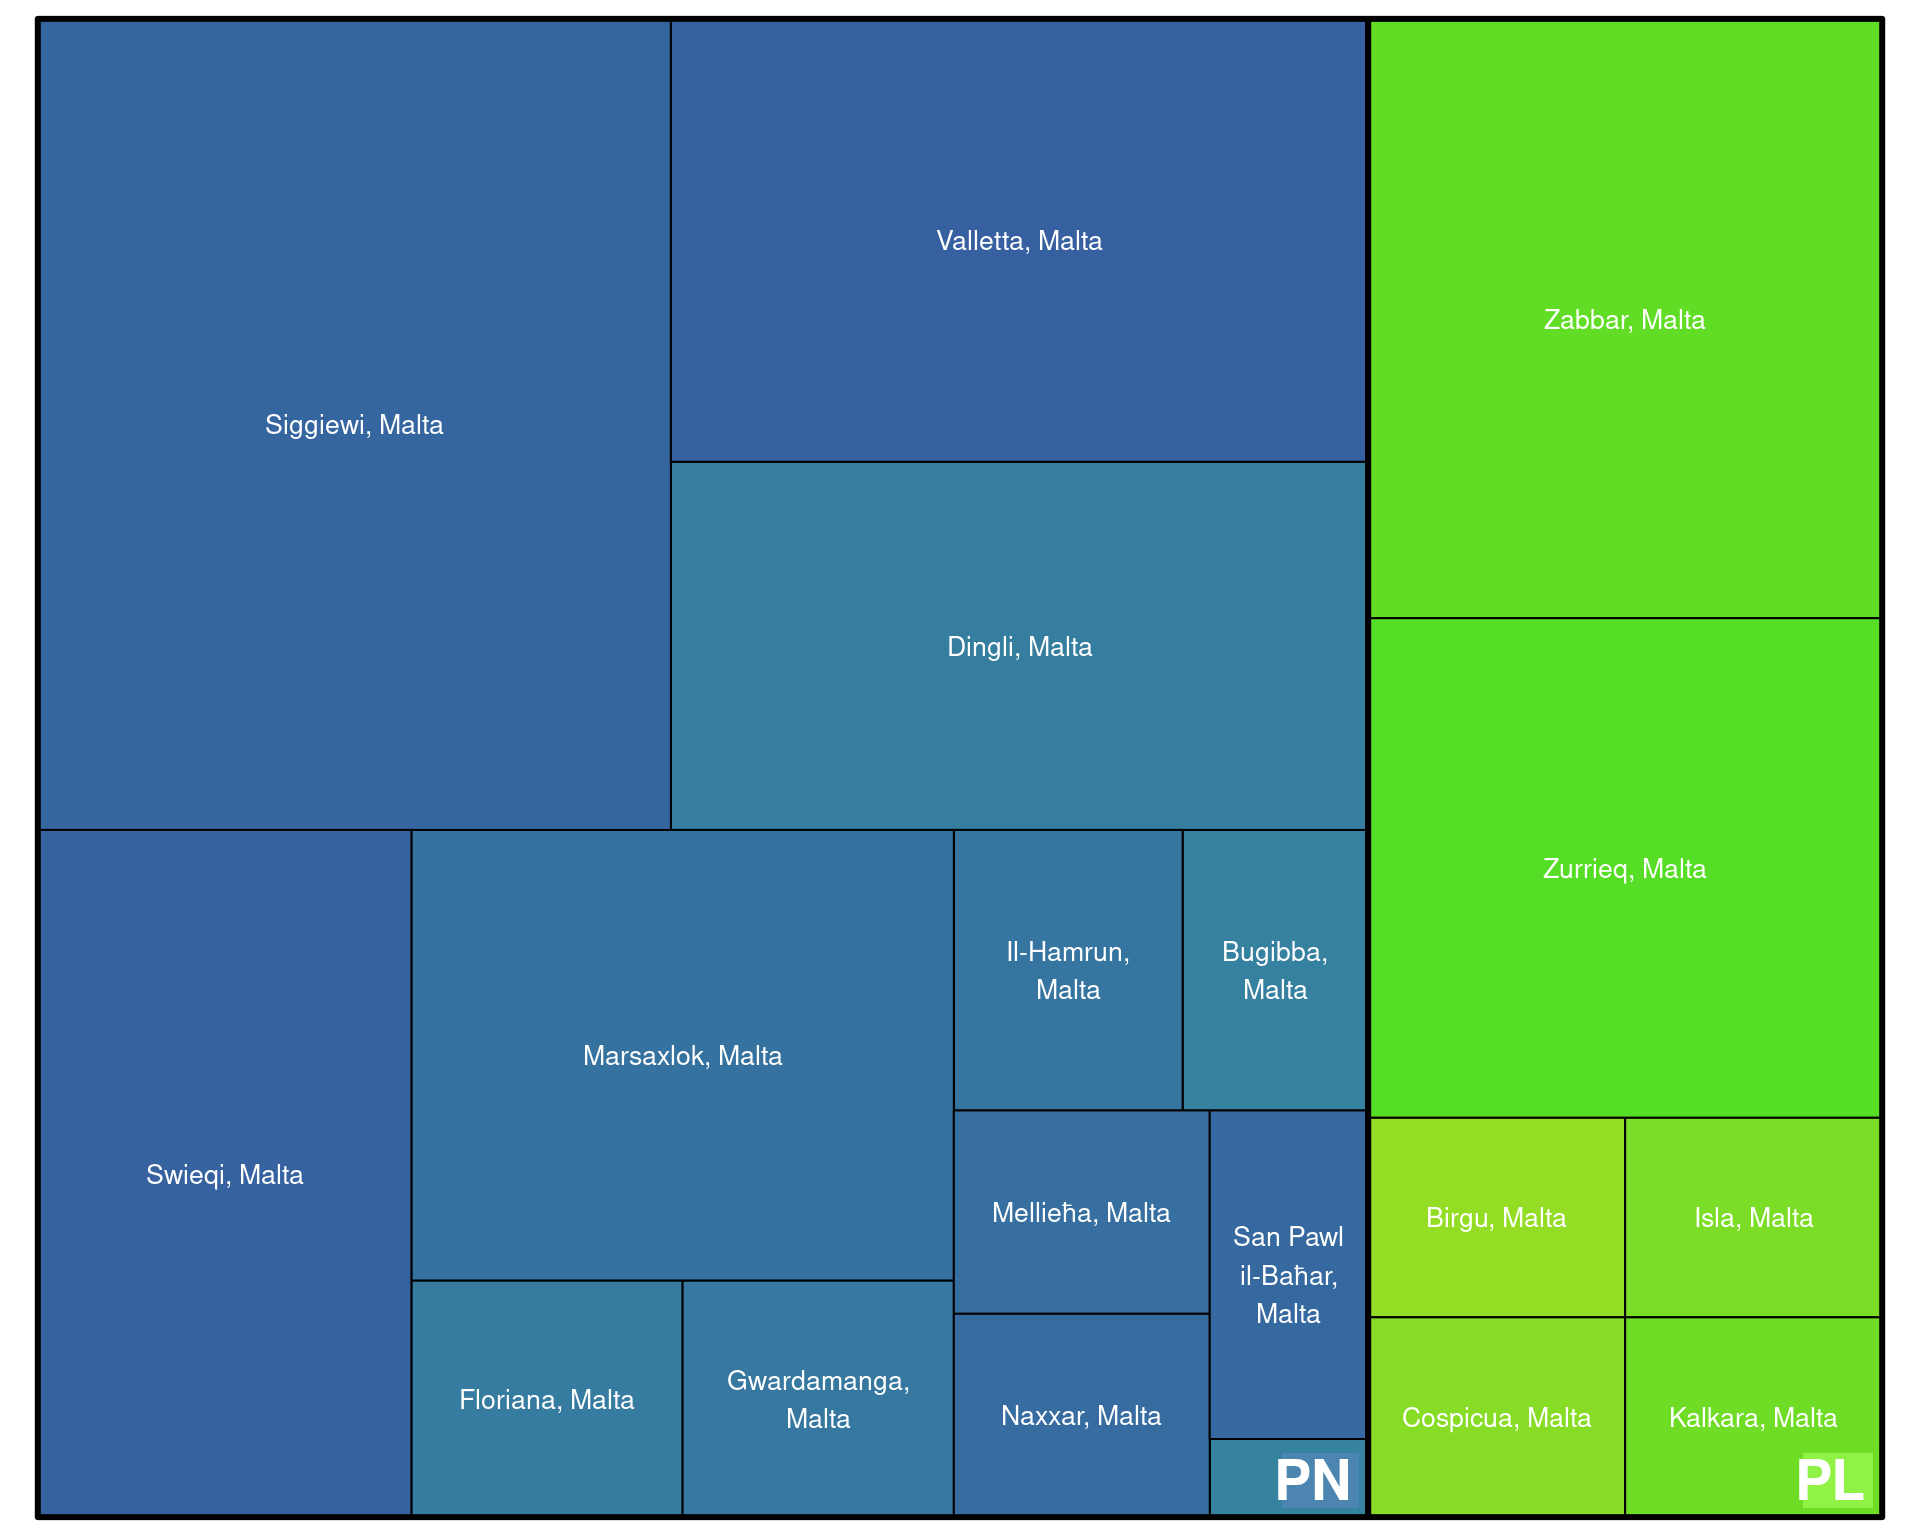 Siggiewi, Malta
Valletta, Malta
Dingli, Malta
Zabbar, Malta
Zurrieq, Malta
Swieqi, Malta
Marsaxlok, Malta
Il-Hamrun,
Malta
Bugibba,
Malta
Mellieħa, Malta
San Pawl
il-Baħar,
Malta
Naxxar, Malta
Floriana, Malta
Gwardamanga,
Malta
PN
Birgu, Malta
Isla, Malta
Cospicua, Malta
Kalkara, Malta
PL